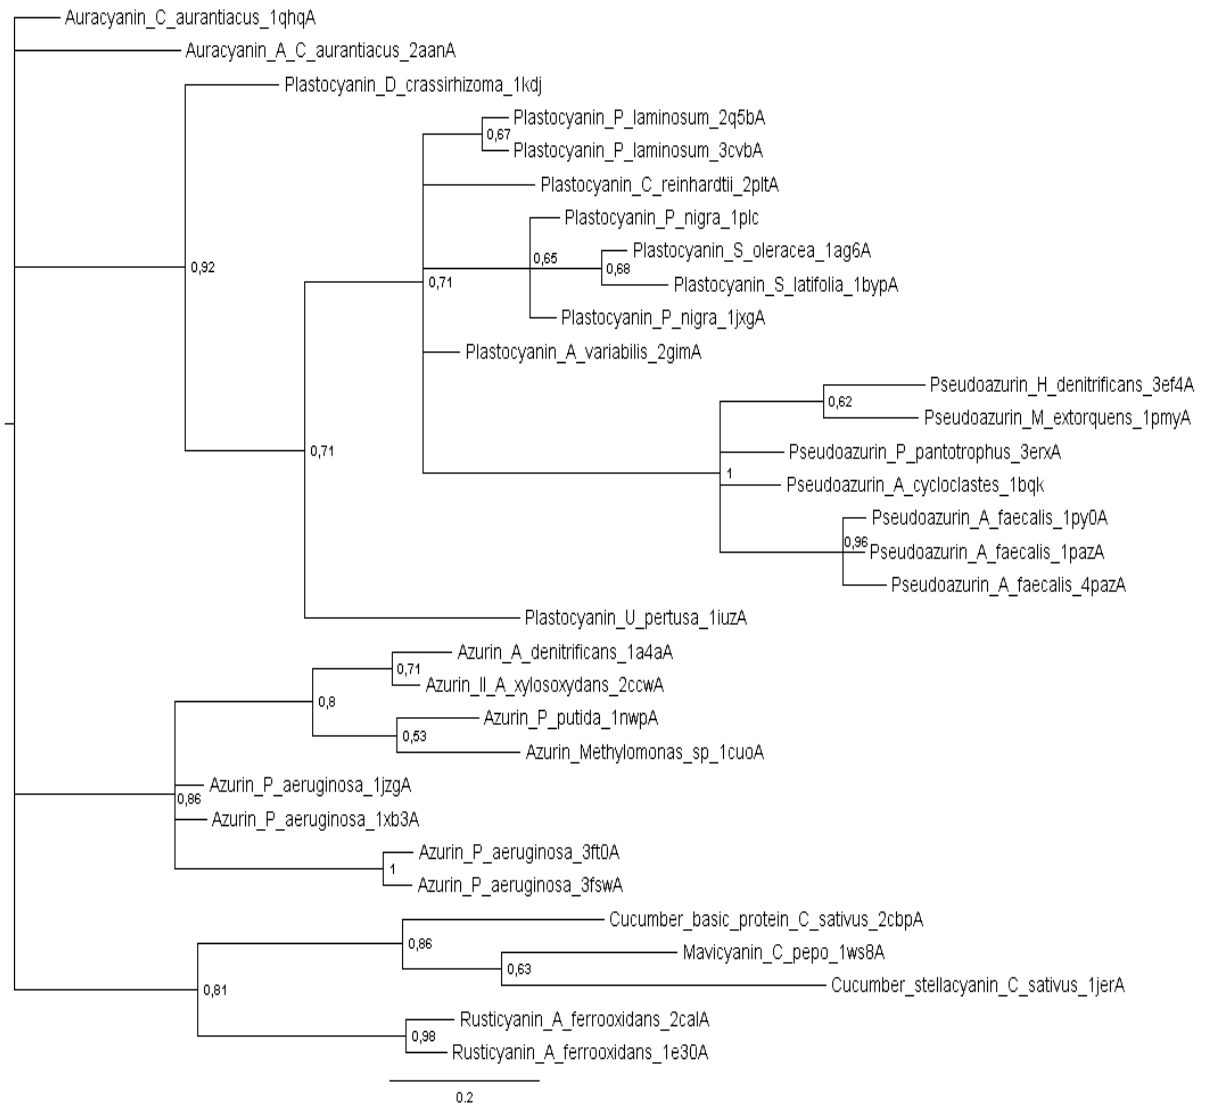 Auracyanin_C_aurantiacus_1qhqA
Auracyanin_A_C_aurantiacus_2aanA
Plastocyanin_D_crassirhizoma_1kdj
Plastocyanin_P_laminosum_2q5bA
0,67
Plastocyanin_P_laminosum_3cvbA
Plastocyanin_C_reinhardtii_2pltA
Plastocyanin_P_nigra_1plc
Plastocyanin_S_oleracea_1ag6A
0,65
0,92
0,68
0,71
Plastocyanin_S_latifolia_1bypA
Plastocyanin_P_nigra_1jxgA
Plastocyanin_A_variabilis_2gimA
Pseudoazurin_H_denitrificans_3ef4A
0,62
Pseudoazurin_M_extorquens_1pmyA
0,71
Pseudoazurin_P_pantotrophus_3erxA
1
Pseudoazurin_A_cycloclastes_1bqk
Pseudoazurin_A_faecalis_1py0A
0,96
Pseudoazurin_A_faecalis_1pazA
Pseudoazurin_A_faecalis_4pazA
Plastocyanin_U_pertusa_1iuzA
Azurin_A_denitrificans_1a4aA
0,71
Azurin_II_A_xylosoxydans_2ccwA
0,8
Azurin_P_putida_1nwpA
0,53
Azurin_Methylomonas_sp_1cuoA
Azurin_P_aeruginosa_1jzgA
0,86
Azurin_P_aeruginosa_1xb3A
Azurin_P_aeruginosa_3ft0A
1
Azurin_P_aeruginosa_3fswA
Cucumber_basic_protein_C_sativus_2cbpA
0,86
Mavicyanin_C_pepo_1ws8A
0,63
Cucumber_stellacyanin_C_sativus_1jerA
0,81
Rusticyanin_A_ferrooxidans_2calA
0,98
Rusticyanin_A_ferrooxidans_1e30A
0.2